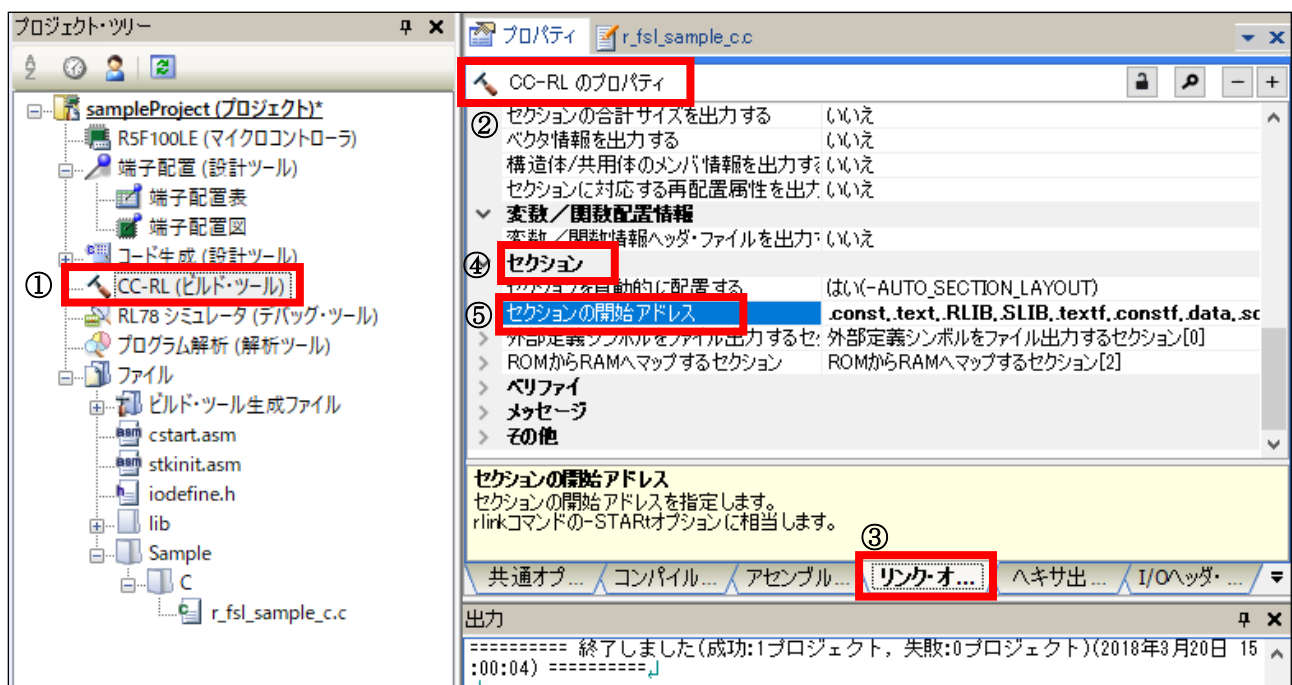 プロジェクト・ツリー
sampleProject (プロジェクト)*
R5F100LE (マイクロコントローラ)
端子配置 (設計ツール)
端子配置表
端子配置図
コード生成 (設計ツール)
① CC-RL (ビルド・ツール)
RL78 シミュレータ (デバッグ・ツール)
プログラム解析 (解析ツール)
ファイル
ビルド・ツール生成ファイル
cstart.asm
stkinit.asm
iodefine.h
lib
Sample
C
r_fsl_sample_c.c
プロパティ r_fsl_sample_c.c
CC-RL のプロパティ
②
セクションの合計サイズを出力する いいえ
ベクタ情報を出力する いいえ
構造体/共用体のメンバ情報を出力する いいえ
セクションに対応する再配置属性を出力 いいえ
変数／関数配置情報
変数／関数情報ヘッダ・ファイルを出力す いいえ
④ セクション
セクションを自動的に配置する はい(-AUTO_SECTION_LAYOUT)
⑤ セクションの開始アドレス .const,.text,.RLIB,.SLIB,.textf,.constf,.data,.sc
外部定義シンボルをファイル出力するセ 外部定義シンボルをファイル出力するセクション[0]
ROMからRAMへマップするセクション ROMからRAMへマップするセクション[2]
ベリファイ
メッセージ
その他
セクションの開始アドレス
セクションの開始アドレスを指定します。
rlinkコマンドの-STARtオプションに相当します。
③
共通オプ... コンパイル... アセンブル... リンク・オ... ヘキサ出... I/Oヘッダ・...
出力
========== 終了しました(成功:1プロジェクト, 失敗:0プロジェクト)(2018年3月20日 15
:00:04) ==========